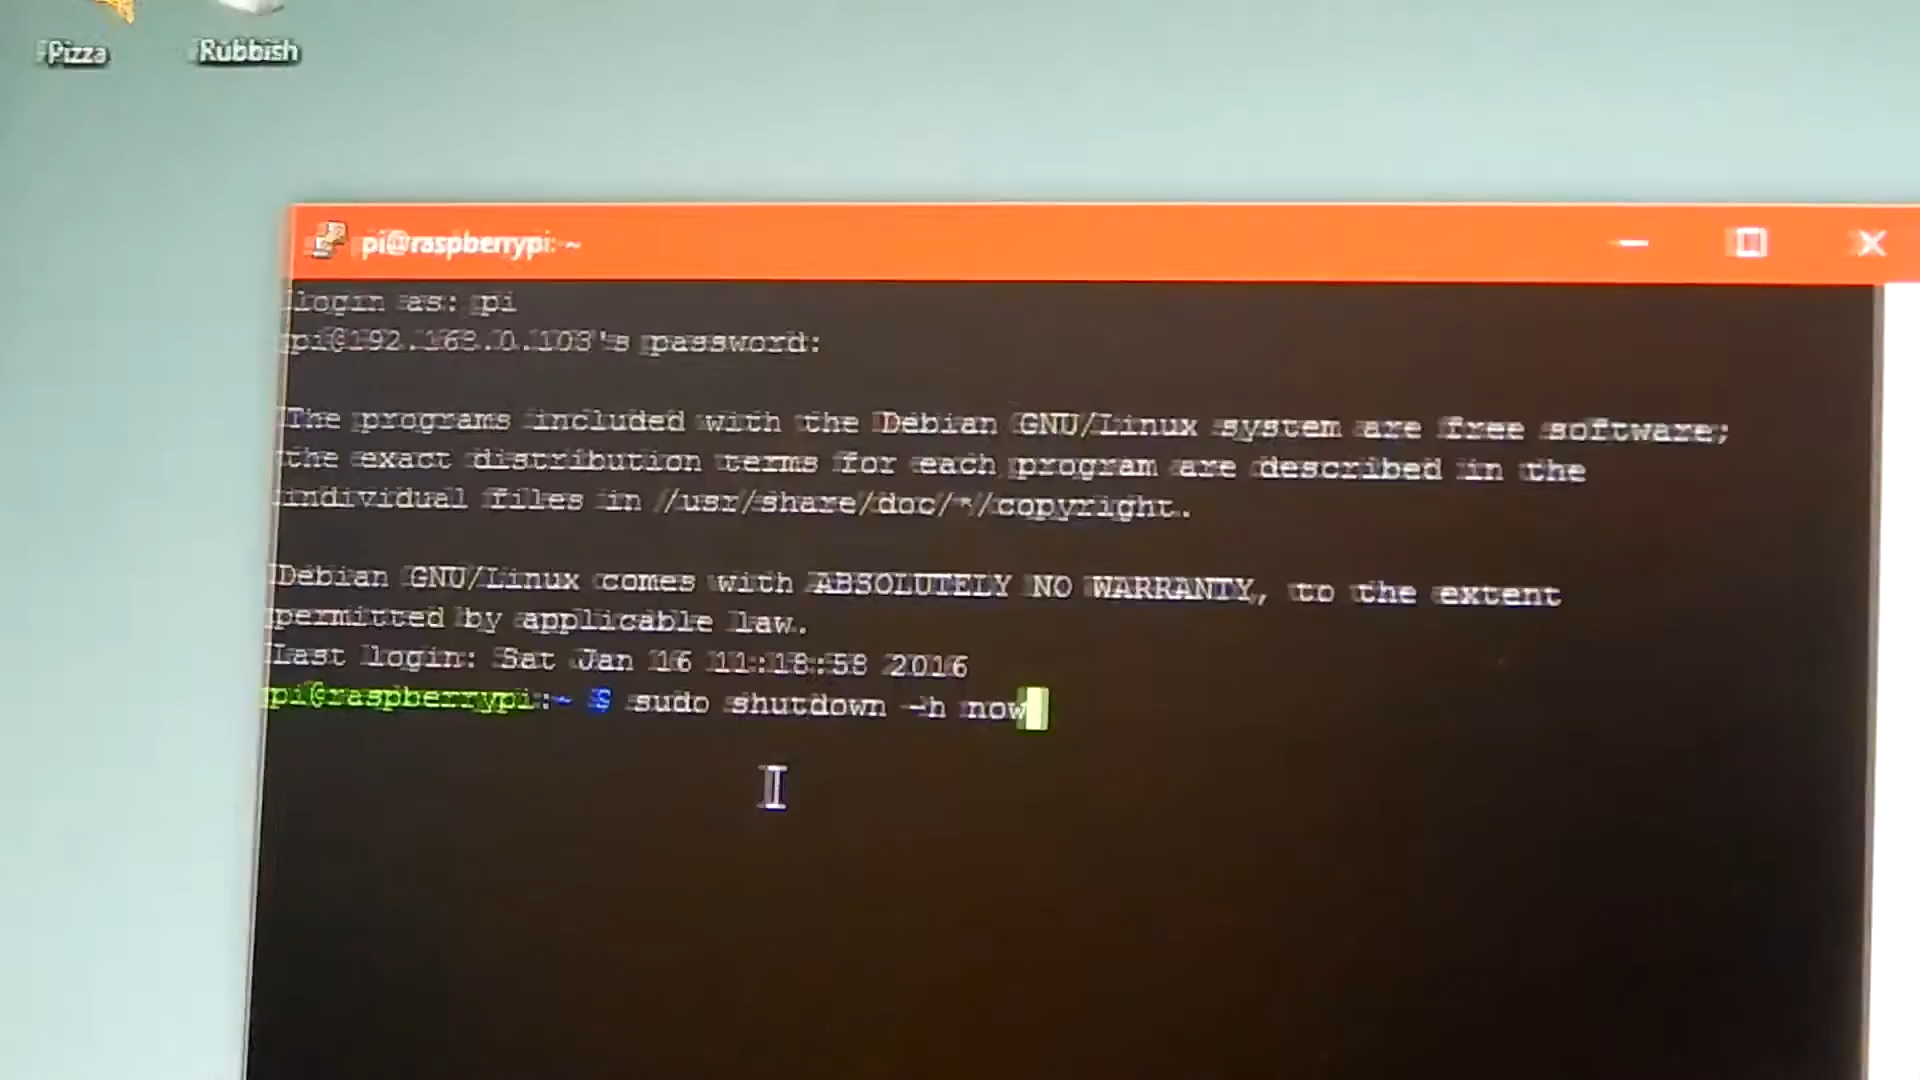 Pizza
Rubbish
pi@raspberrypi: ~
login as: pi
pi@192.168.0.103's password:
The programs included with the Debian GNU/Linux system are free software;
the exact distribution terms for each program are described in the
individual files in /usr/share/doc/*/copyright.
Debian GNU/Linux comes with ABSOLUTELY NO WARRANTY, to the extent
permitted by applicable law.
Last login: Sat Jan 16 11:18:58 2016
pi@raspberrypi:~ $ sudo shutdown -h now